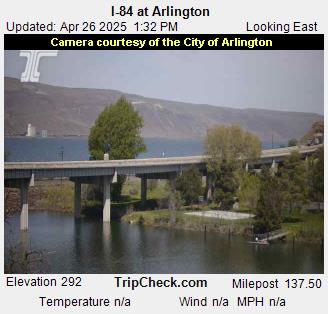 I-84 at Arlington
Updated: Apr 26 2025 1:32 PM Looking East
Camera courtesy of the City of Arlington
Elevation 292 TripCheck.com Milepost 137.50
Temperature n/a Wind n/a MPH n/a